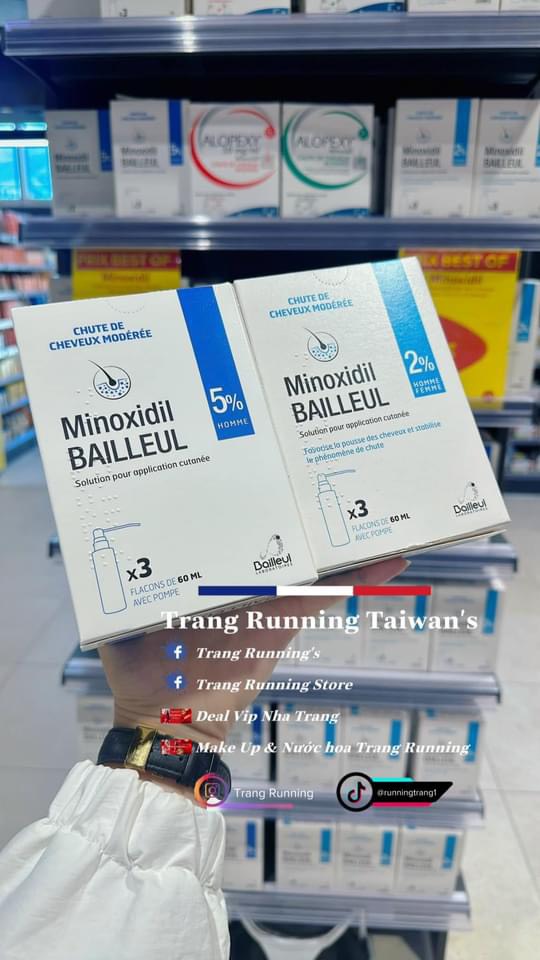 Minoxidil
BAILLEUL
ALOPEXY
ALOPEXY
Minoxidil
BAILLEUL
PRIX BEST OF
Minoxidil
PRIX BEST OF
Minoxidil
CHUTE DE
CHEVEUX MODÉRÉE
5%
HOMME
Minoxidil
BAILLEUL
Solution pour application cutanée
x3
FLACONS DE 60 ML
AVEC POMPE
Bailleul
LABORATOIRES
CHUTE DE
CHEVEUX MODÉRÉE
2%
HOMME
FEMME
Minoxidil
BAILLEUL
Solution pour application cutanée
Favorise la pousse des cheveux et stabilise
le phénomène de chute
x3
FLACONS DE 60 ML
AVEC POMPE
Bailleul
LABORATOIRES
Trang Running Taiwan's
Trang Running's
Trang Running Store
Deal Vip Nha Trang
Make Up & Nước hoa Trang Running
Trang Running
@runningtrang1